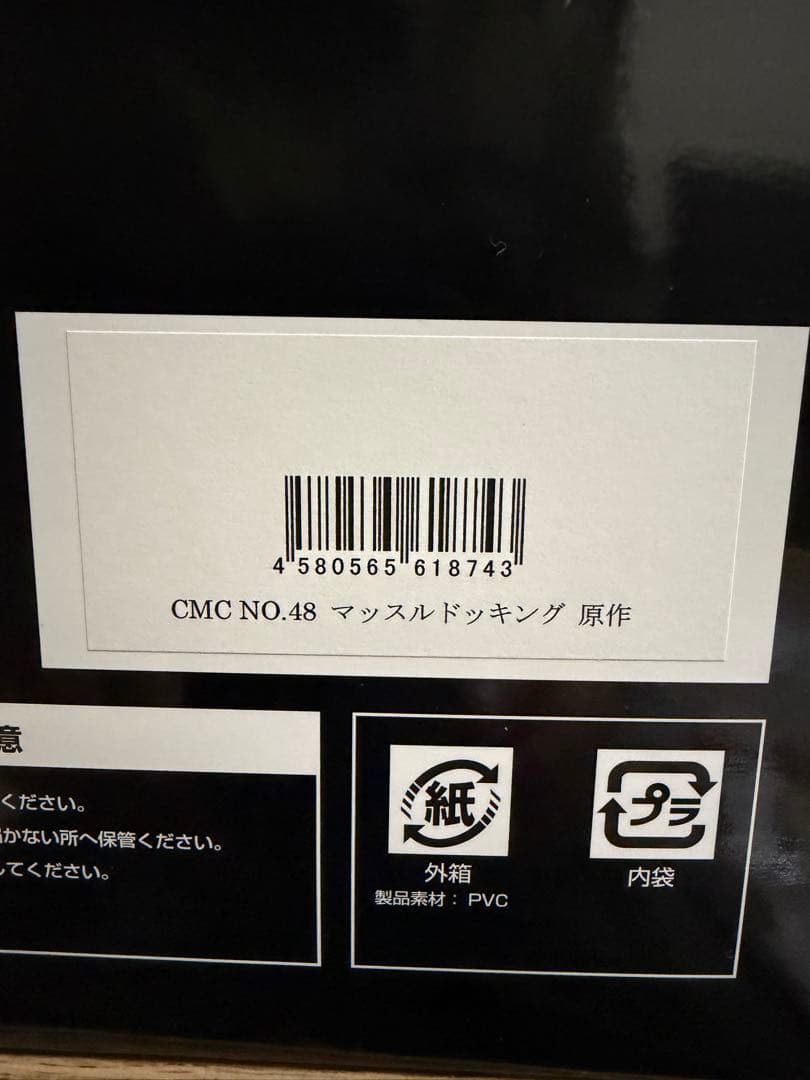 4 580565 618743
CMC NO.48 マッスルドッキング 原作
意
ください。
かない所へ保管ください。
してください。
紙
外箱
製品素材： PVC
プラ
内袋